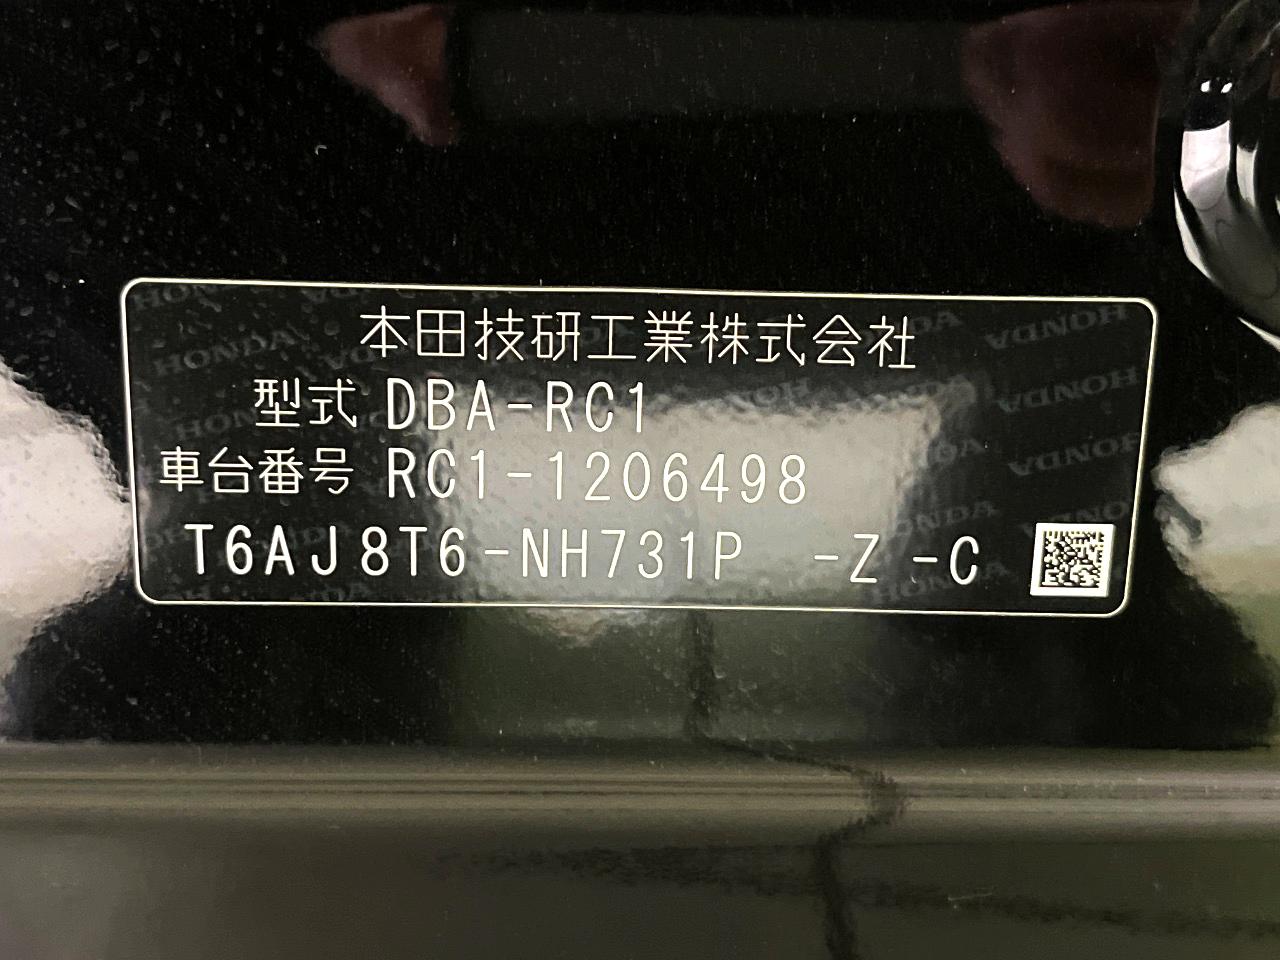 本田技研工業株式会社
型式 DBA-RC1
車台番号 RC1-1206498
T6AJ8T6-NH731P -Z -C